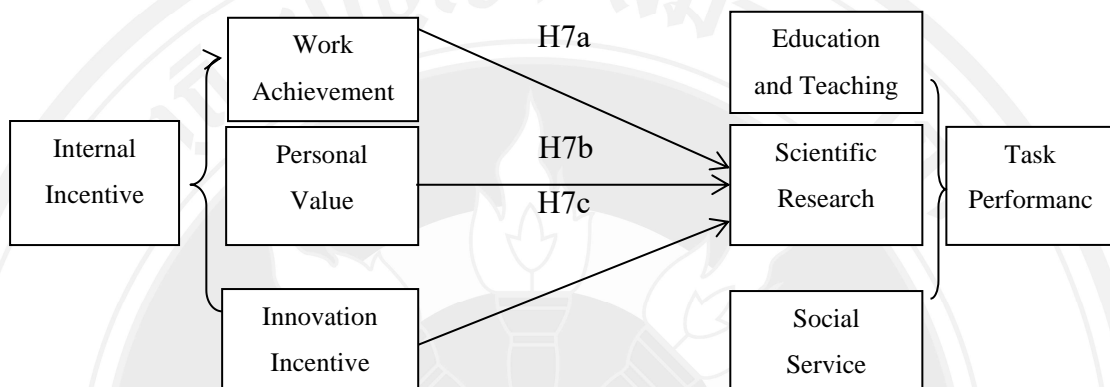 Work
Achievement
H7a
Education
and Teaching
Internal
Incentive
Personal
Value
H7b
H7c
Scientific
Research
Task
Performanc
Innovation
Incentive
Social
Service